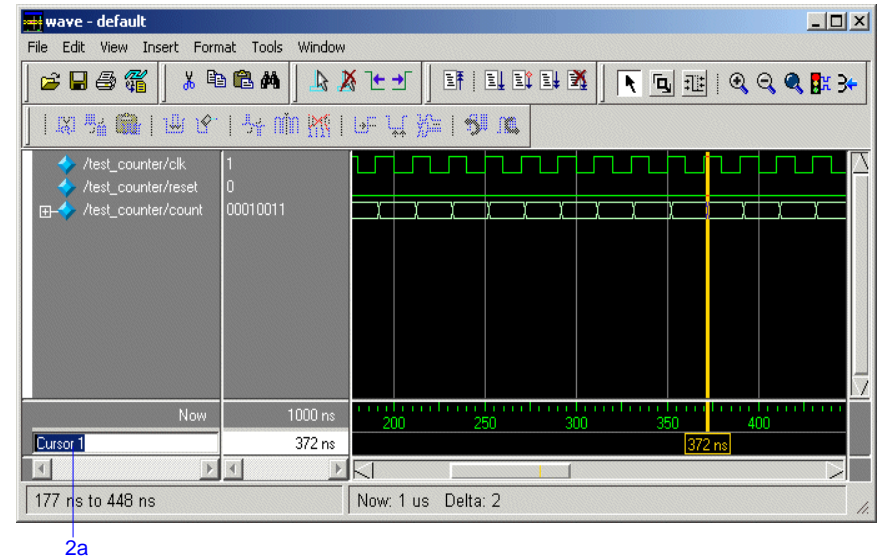 wave - default
File Edit View Insert Format Tools Window
/test_counter/clk 1
/test_counter/reset 0
/test_counter/count 00010011
Now 1000 ns 200 250 300 350 400
Cursor 1 372 ns 372 ns
177 ns to 448 ns Now: 1 us Delta: 2
2a